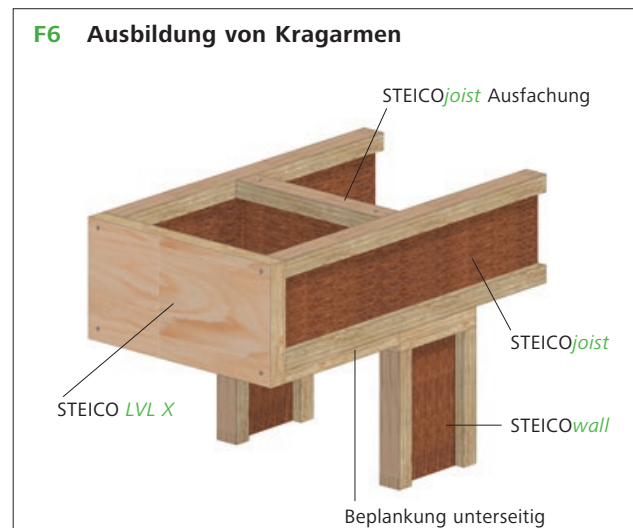 F6 Ausbildung von Kragarmen
STEICOjoist Ausfachung
STEICOjoist
STEICO LVL X
STEICOwall
Beplankung unterseitig